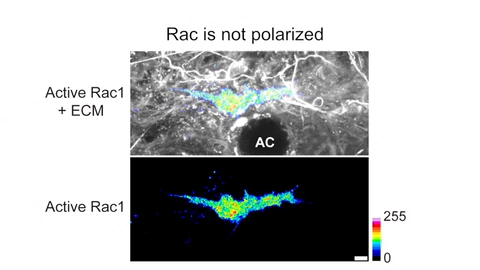 Rac is not polarized
Active Rac1
+ ECM
AC
Active Rac1
255
0